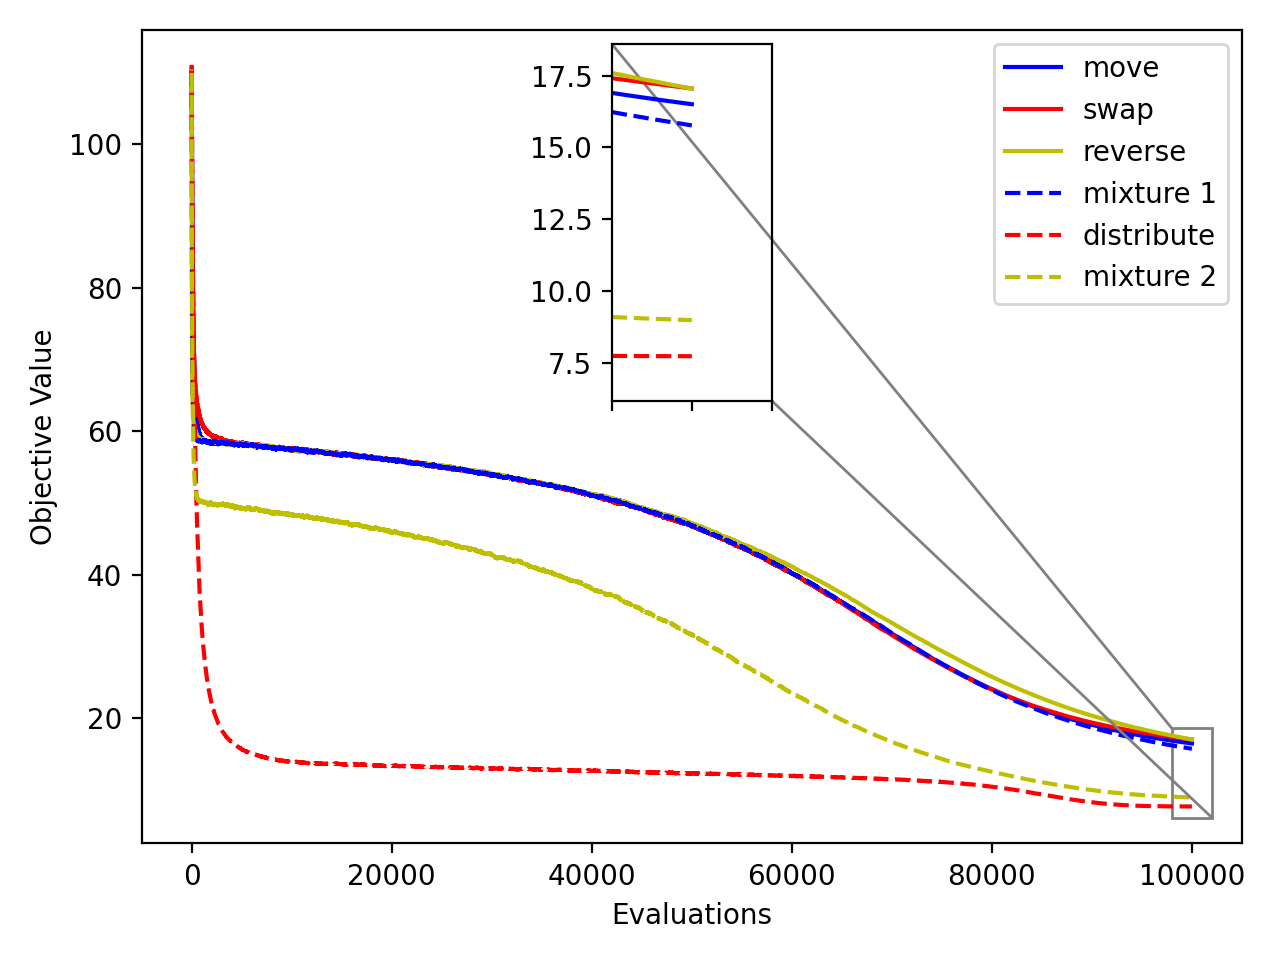 Objective Value
100
80
60
40
20
17.5
15.0
12.5
10.0
7.5
move
swap
reverse
mixture 1
distribute
mixture 2
0 20000 40000 60000 80000 100000
Evaluations